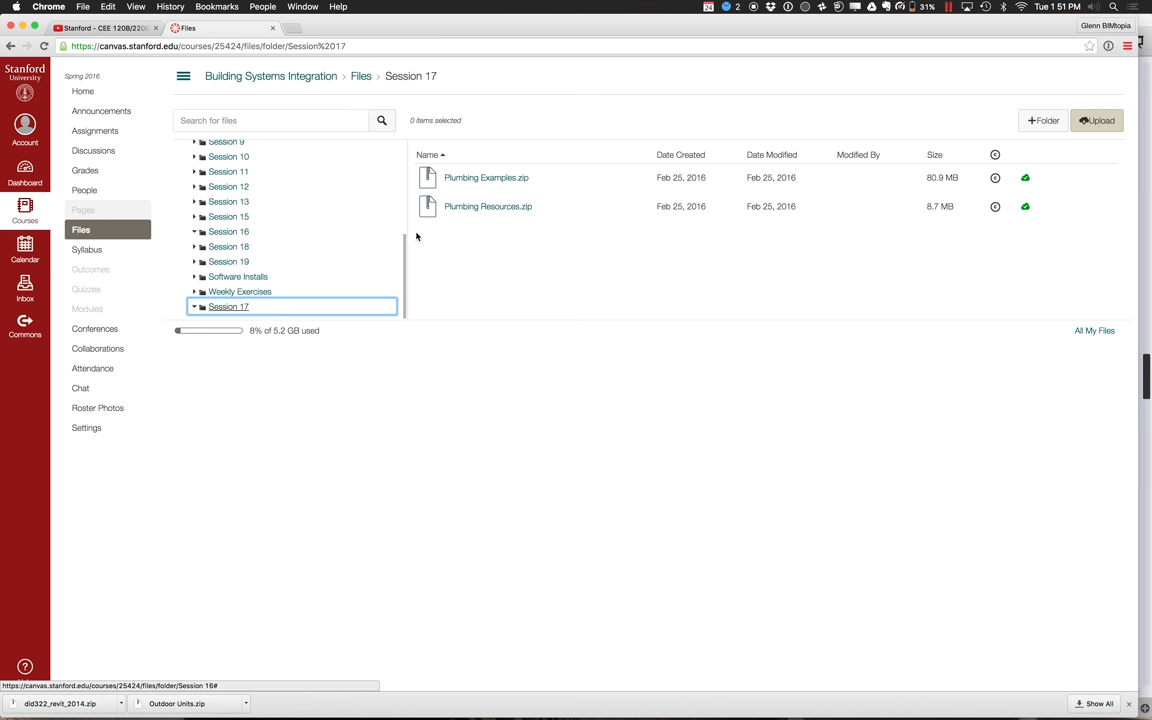 Chrome File Edit View History Bookmarks People Window Help 24 2 31% Tue 1 51 PM
Stanford - CEE 120B/220B × Files ×
Glenn BIMtopia
https://canvas.stanford.edu/courses/25424/files/folder/Session%2017
Stanford
University
Account
Dashboard
Courses
Calendar
Inbox
Commons
?
Spring 2016
Home
Announcements
Assignments
Discussions
Grades
People
Pages
Files
Syllabus
Outcomes
Quizzes
Modules
Conferences
Collaborations
Attendance
Chat
Roster Photos
Settings
Building Systems Integration › Files › Session 17
Search for files
0 items selected
+Folder
Upload
Session 9
Session 10
Session 11
Session 12
Session 13
Session 15
Session 16
Session 18
Session 19
Software Installs
Weekly Exercises
Session 17
Name Date Created Date Modified Modified By Size
Plumbing Examples.zip Feb 25, 2016 Feb 25, 2016 80.9 MB
Plumbing Resources.zip Feb 25, 2016 Feb 25, 2016 8.7 MB
8% of 5.2 GB used
All My Files
https://canvas.stanford.edu/courses/25424/files/folder/Session 16#
did322_revit_2014.zip
Outdoor Units.zip
Show All ×